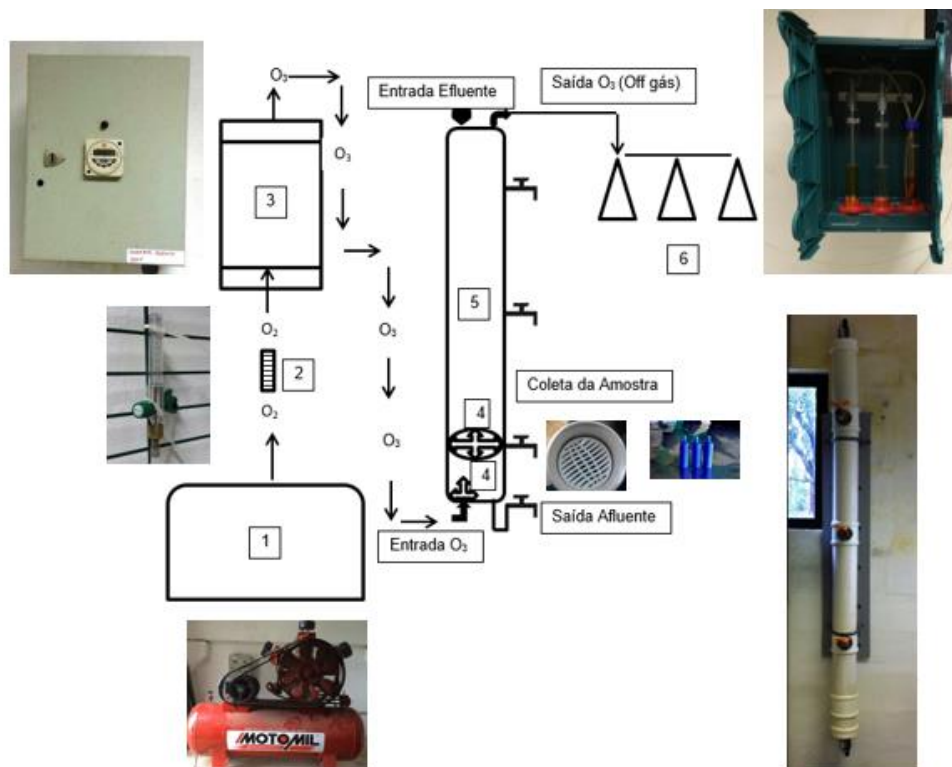 O₃
Entrada Efluente
Saída O₃ (Off gás)
O₃
3
6
5
O₂
O₃
2
O₂
Coleta da Amostra
4
O₃
4
Saída Afluente
1
Entrada O₃
MOTOMIL